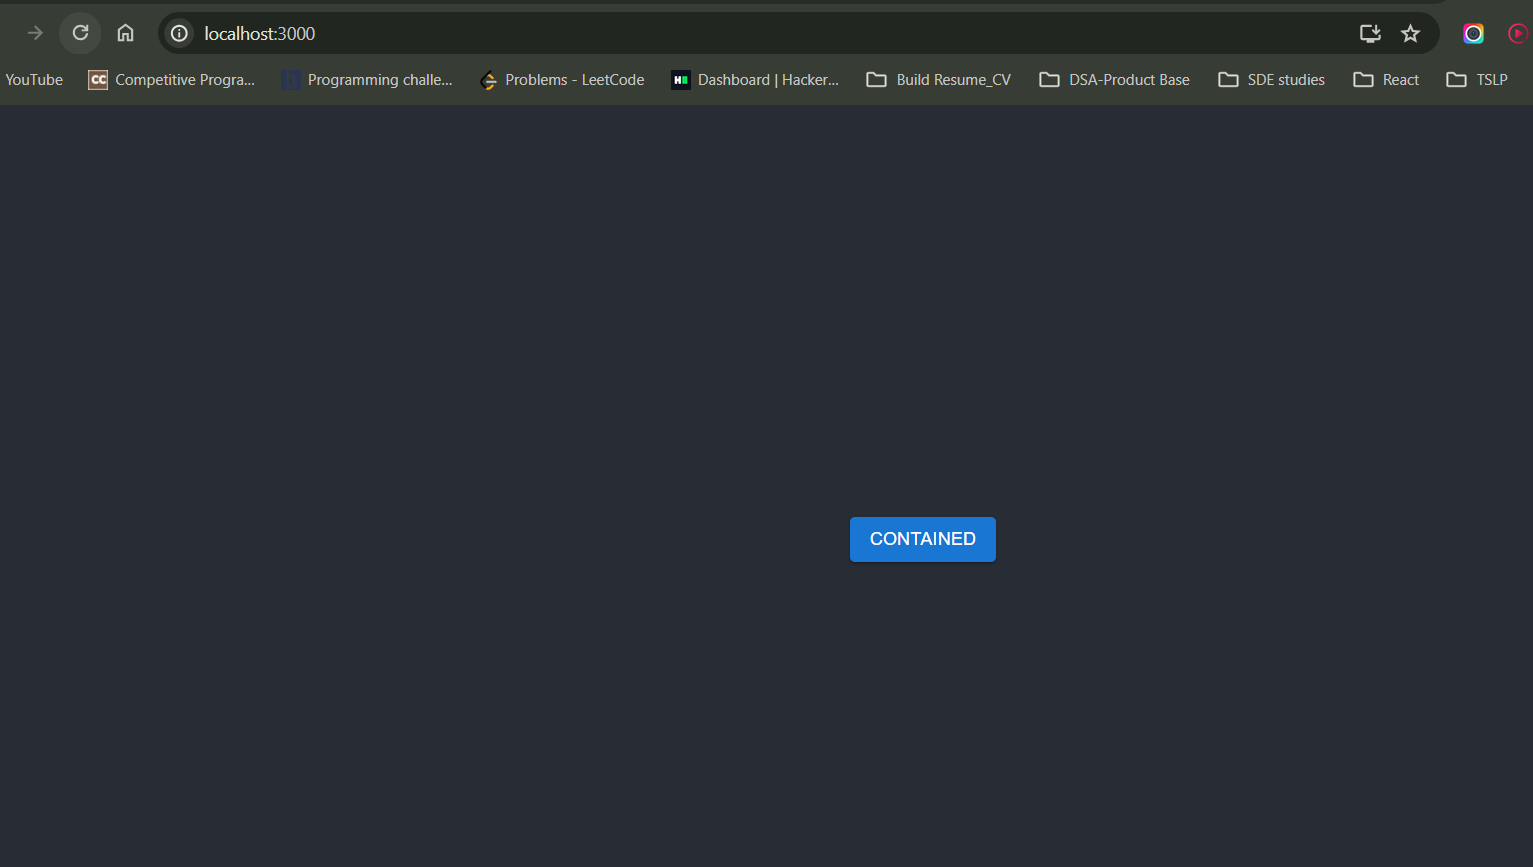 localhost:3000
YouTube CC Competitive Progra... Programming challe... Problems - LeetCode H Dashboard | Hacker... Build Resume_CV DSA-Product Base SDE studies React TSLP
CONTAINED